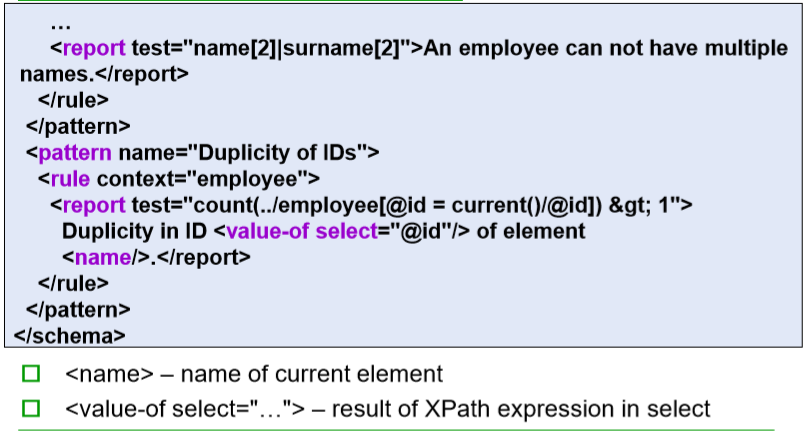 ...
<report test="name[2]|surname[2]">An employee can not have multiple
names.</report>
</rule>
</pattern>
<pattern name="Duplicity of IDs">
<rule context="employee">
<report test="count(../employee[@id = current()/@id]) &gt; 1">
Duplicity in ID <value-of select="@id"/> of element
<name/>.</report>
</rule>
</pattern>
</schema>
<name> – name of current element
<value-of select="…"> – result of XPath expression in select